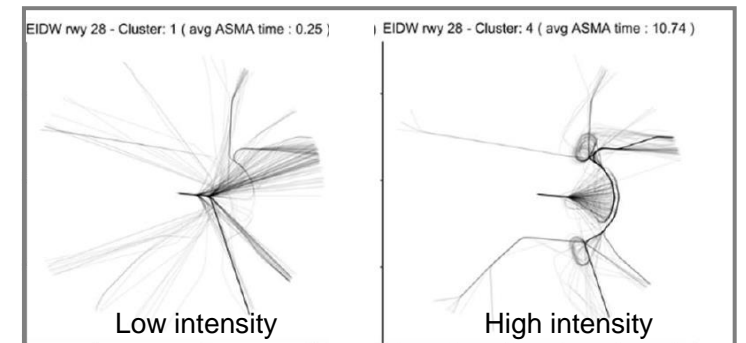 EIDW rwy 28 - Cluster: 1 ( avg ASMA time : 0.25 )
) EIDW rwy 28 - Cluster: 4 ( avg ASMA time : 10.74 )
Low intensity
High intensity